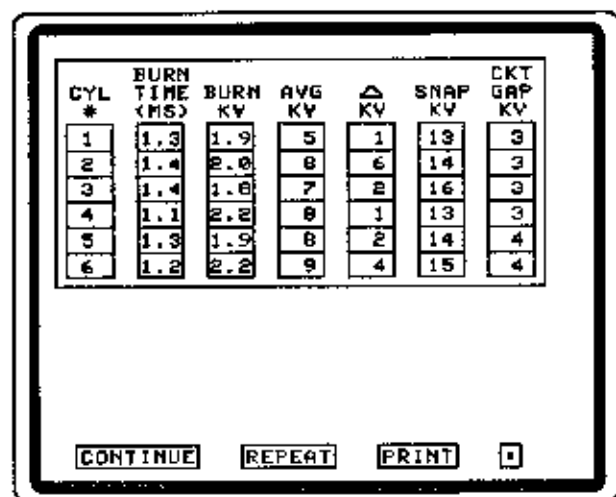 CYL # BURN TIME (MS) BURN KV AVG KV Δ KV SNAP KV CKT GAP KV
1 1.3 1.9 5 1 13 3
2 1.4 2.0 8 6 14 3
3 1.4 1.8 7 2 16 3
4 1.1 2.2 8 1 13 3
5 1.3 1.9 8 2 14 4
6 1.2 2.2 9 4 15 4
CONTINUE REPEAT PRINT